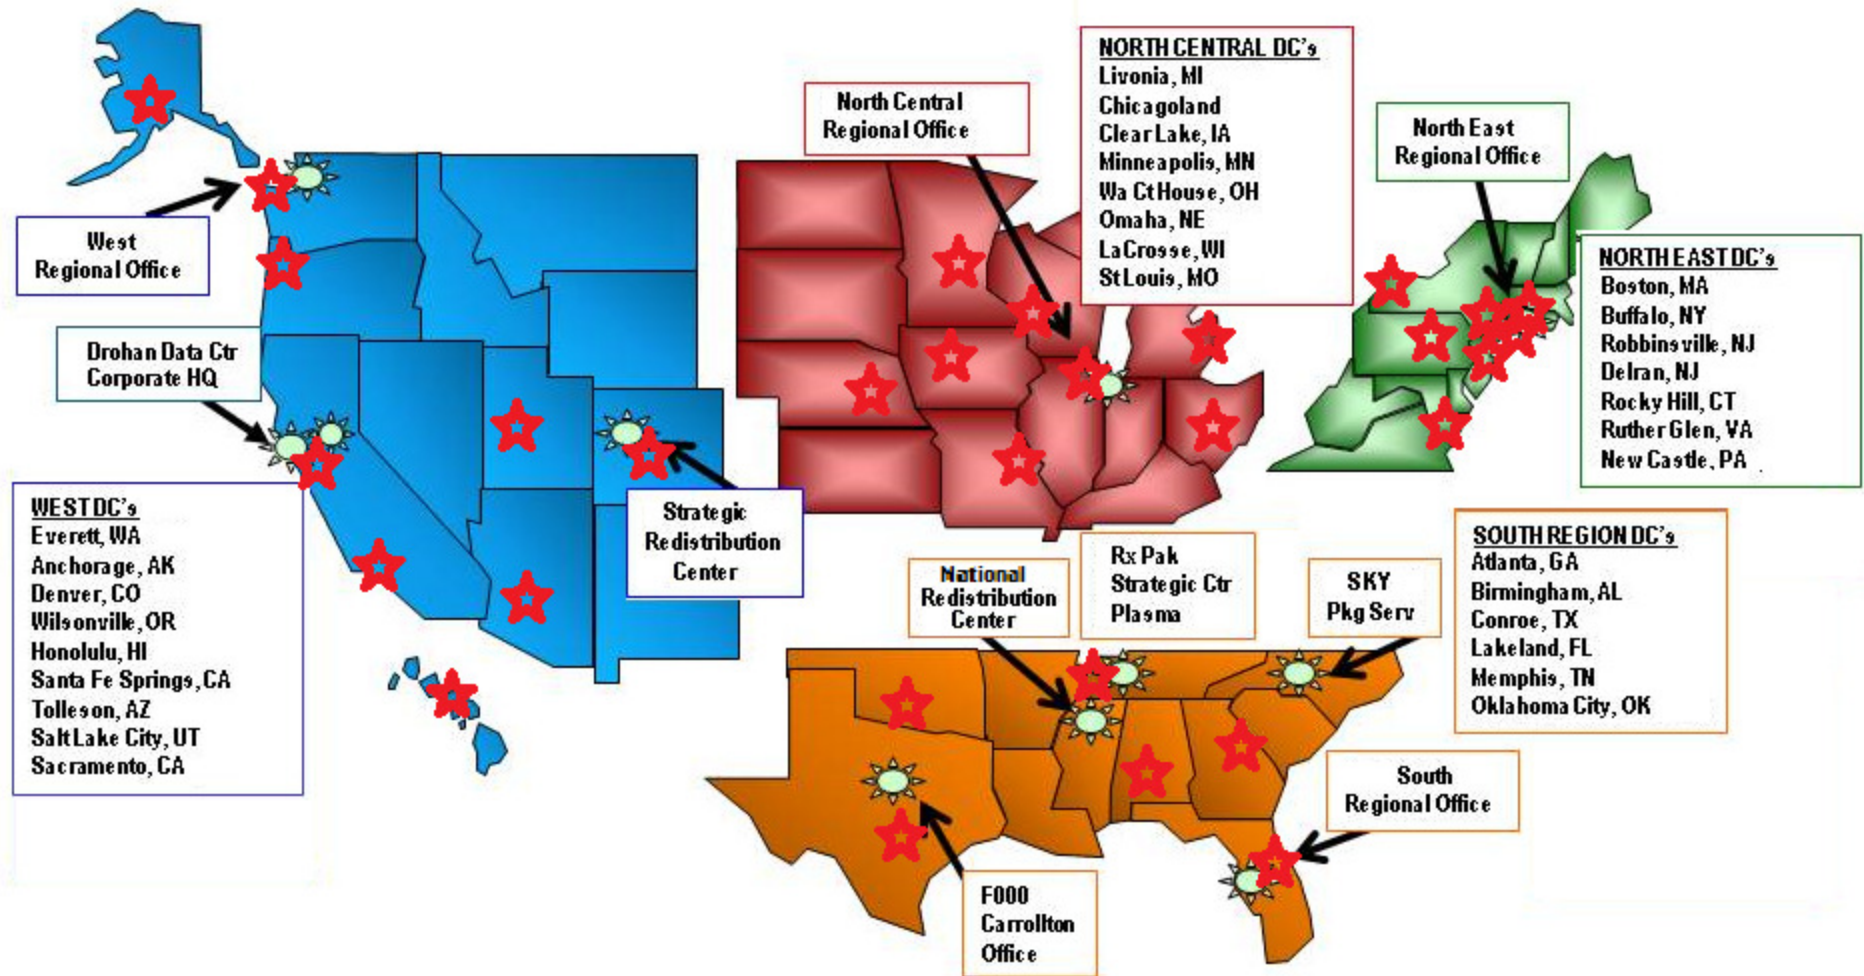 West
Regional Office
Drohan Data Ctr
Corporate HQ
WEST DC's
Everett, WA
Anchorage, AK
Denver, CO
Wilsonville, OR
Honolulu, HI
Santa Fe Springs, CA
Tolleson, AZ
Salt Lake City, UT
Sacramento, CA
Strategic
Redistribution
Center
North Central
Regional Office
NORTH CENTRAL DC's
Livonia, MI
Chicagoland
Clear Lake, IA
Minneapolis, MN
Wa Ct House, OH
Omaha, NE
La Crosse, WI
St Louis, MO
North East
Regional Office
NORTH EAST DC's
Boston, MA
Buffalo, NY
Robbinsville, NJ
Delran, NJ
Rocky Hill, CT
Ruther Glen, VA
New Castle, PA
National
Redistribution
Center
Rx Pak
Strategic Ctr
Plasma
SKY
Pkg Serv
SOUTH REGION DC's
Atlanta, GA
Birmingham, AL
Conroe, TX
Lakeland, FL
Memphis, TN
Oklahoma City, OK
South
Regional Office
F000
Carrollton
Office